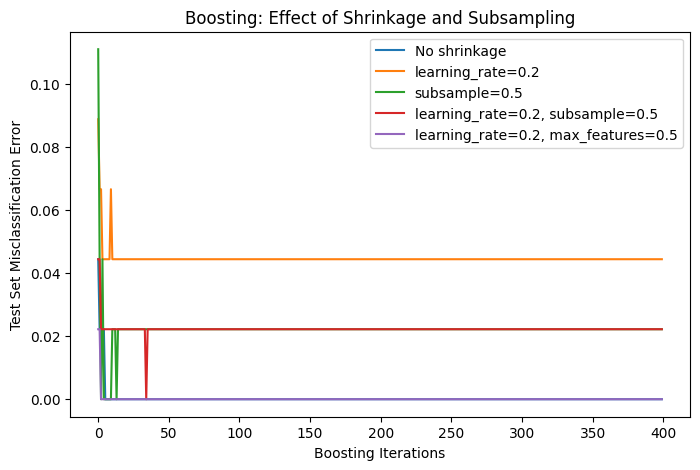 Boosting: Effect of Shrinkage and Subsampling
No shrinkage
learning_rate=0.2
subsample=0.5
learning_rate=0.2, subsample=0.5
learning_rate=0.2, max_features=0.5
Test Set Misclassification Error
0.10
0.08
0.06
0.04
0.02
0.00
0 50 100 150 200 250 300 350 400
Boosting Iterations